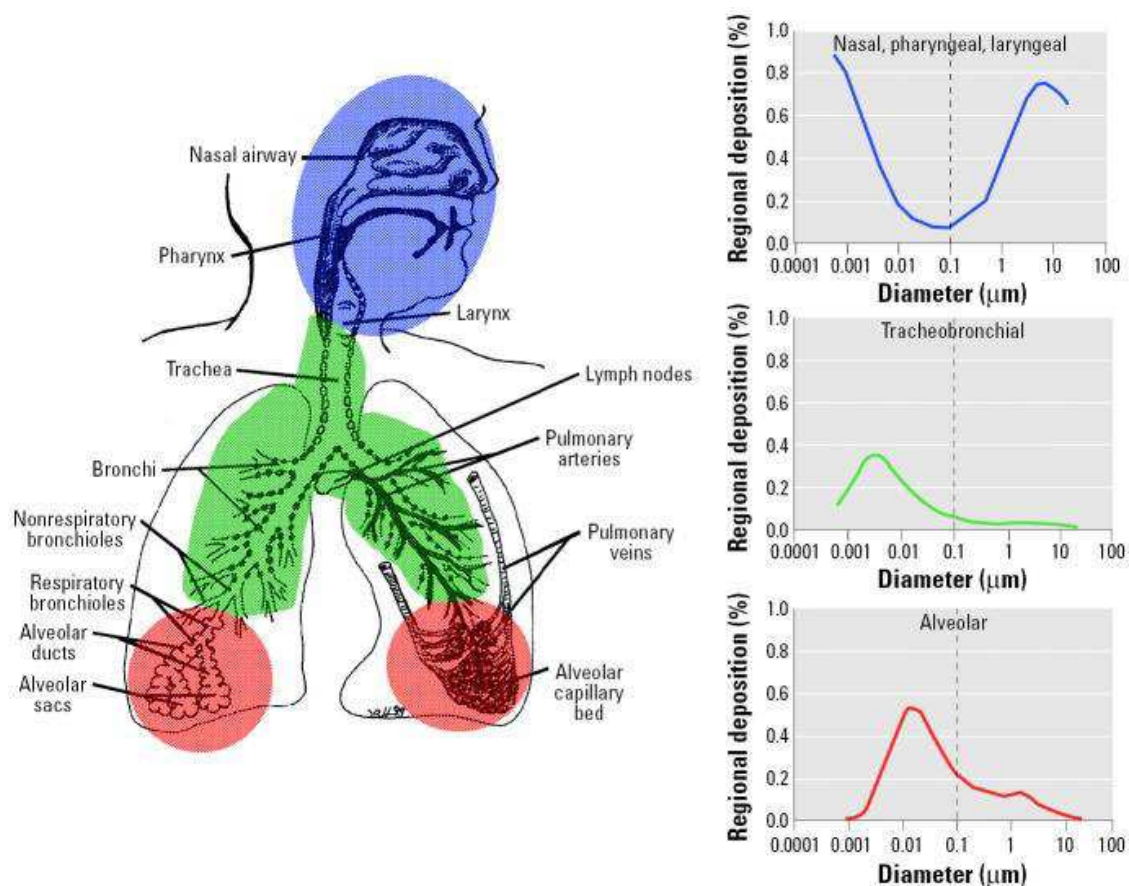 Nasal airway
Pharynx
Larynx
Trachea
Lymph nodes
Bronchi
Pulmonary
arteries
Nonrespiratory
bronchioles
Pulmonary
veins
Respiratory
bronchioles
Alveolar
ducts
Alveolar
sacs
Alveolar
capillary
bed
Regional deposition (%)
Nasal, pharyngeal, laryngeal
1.0
0.8
0.6
0.4
0.2
0.0
0.0001 0.001 0.01 0.1 1 10 100
Diameter (μm)
Regional deposition (%)
Tracheobronchial
1.0
0.8
0.6
0.4
0.2
0.0
0.0001 0.001 0.01 0.1 1 10 100
Diameter (μm)
Regional deposition (%)
Alveolar
1.0
0.8
0.6
0.4
0.2
0.0
0.0001 0.001 0.01 0.1 1 10 100
Diameter (μm)